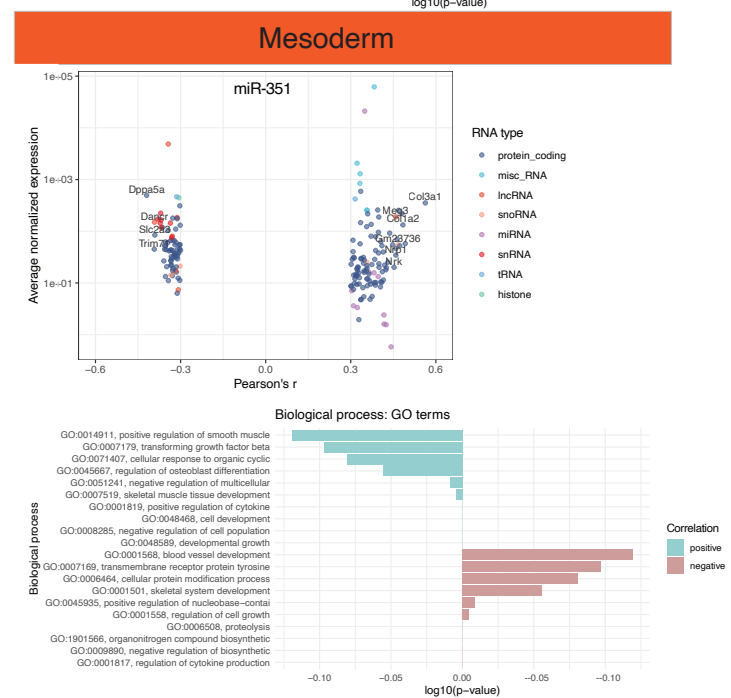 log10(p−value)
Mesoderm
miR-351
1e−05
1e+03
1e+01
Average normalized expression
Dppa5a
Dancr
Col3a1
Meg3
Col1a2
Gm23736
Nrp1
Nrk
−0.6
−0.3
0.0
0.3
0.6
Pearson's r
RNA type
protein_coding
misc_RNA
lncRNA
snoRNA
miRNA
snRNA
tRNA
histone
Biological process: GO terms
Biological process
GO:0014911, positive regulation of smooth muscle
GO:0007179, transforming growth factor beta
GO:0071407, cellular response to organic cyclic
GO:0045667, regulation of osteoblast differentiation
GO:0051241, negative regulation of multicellular
GO:0007519, skeletal muscle tissue development
GO:0001819, positive regulation of cytokine
GO:0048468, cell development
GO:0008285, negative regulation of cell population
GO:0048589, developmental growth
GO:0001568, blood vessel development
GO:0007169, transmembrane receptor protein tyrosine
GO:0006464, cellular protein modification process
GO:0001501, skeletal system development
GO:0045935, positive regulation of nucleobase−contai
GO:0001558, regulation of cell growth
GO:0006508, proteolysis
GO:1901566, organonitrogen compound biosynthetic
GO:0009890, negative regulation of biosynthetic
GO:0001817, regulation of cytokine production
−0.10
−0.05
0.00
−-0.05
−-0.10
log10(p−value)
Correlation
positive
negative